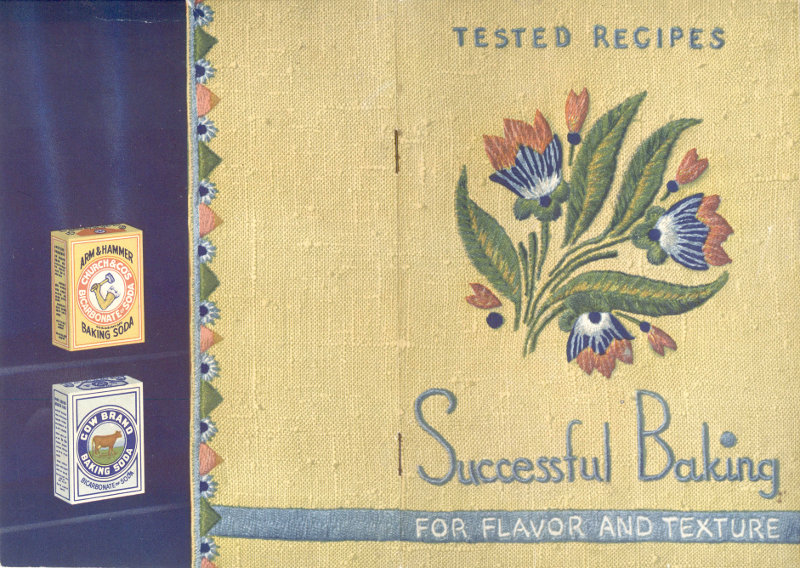 ARM & HAMMER
CHURCH & CO'S
BICARBONATE OF SODA
BAKING SODA
COW BRAND
BAKING SODA
BICARBONATE OF SODA
TESTED RECIPES
Successful Baking
FOR FLAVOR AND TEXTURE